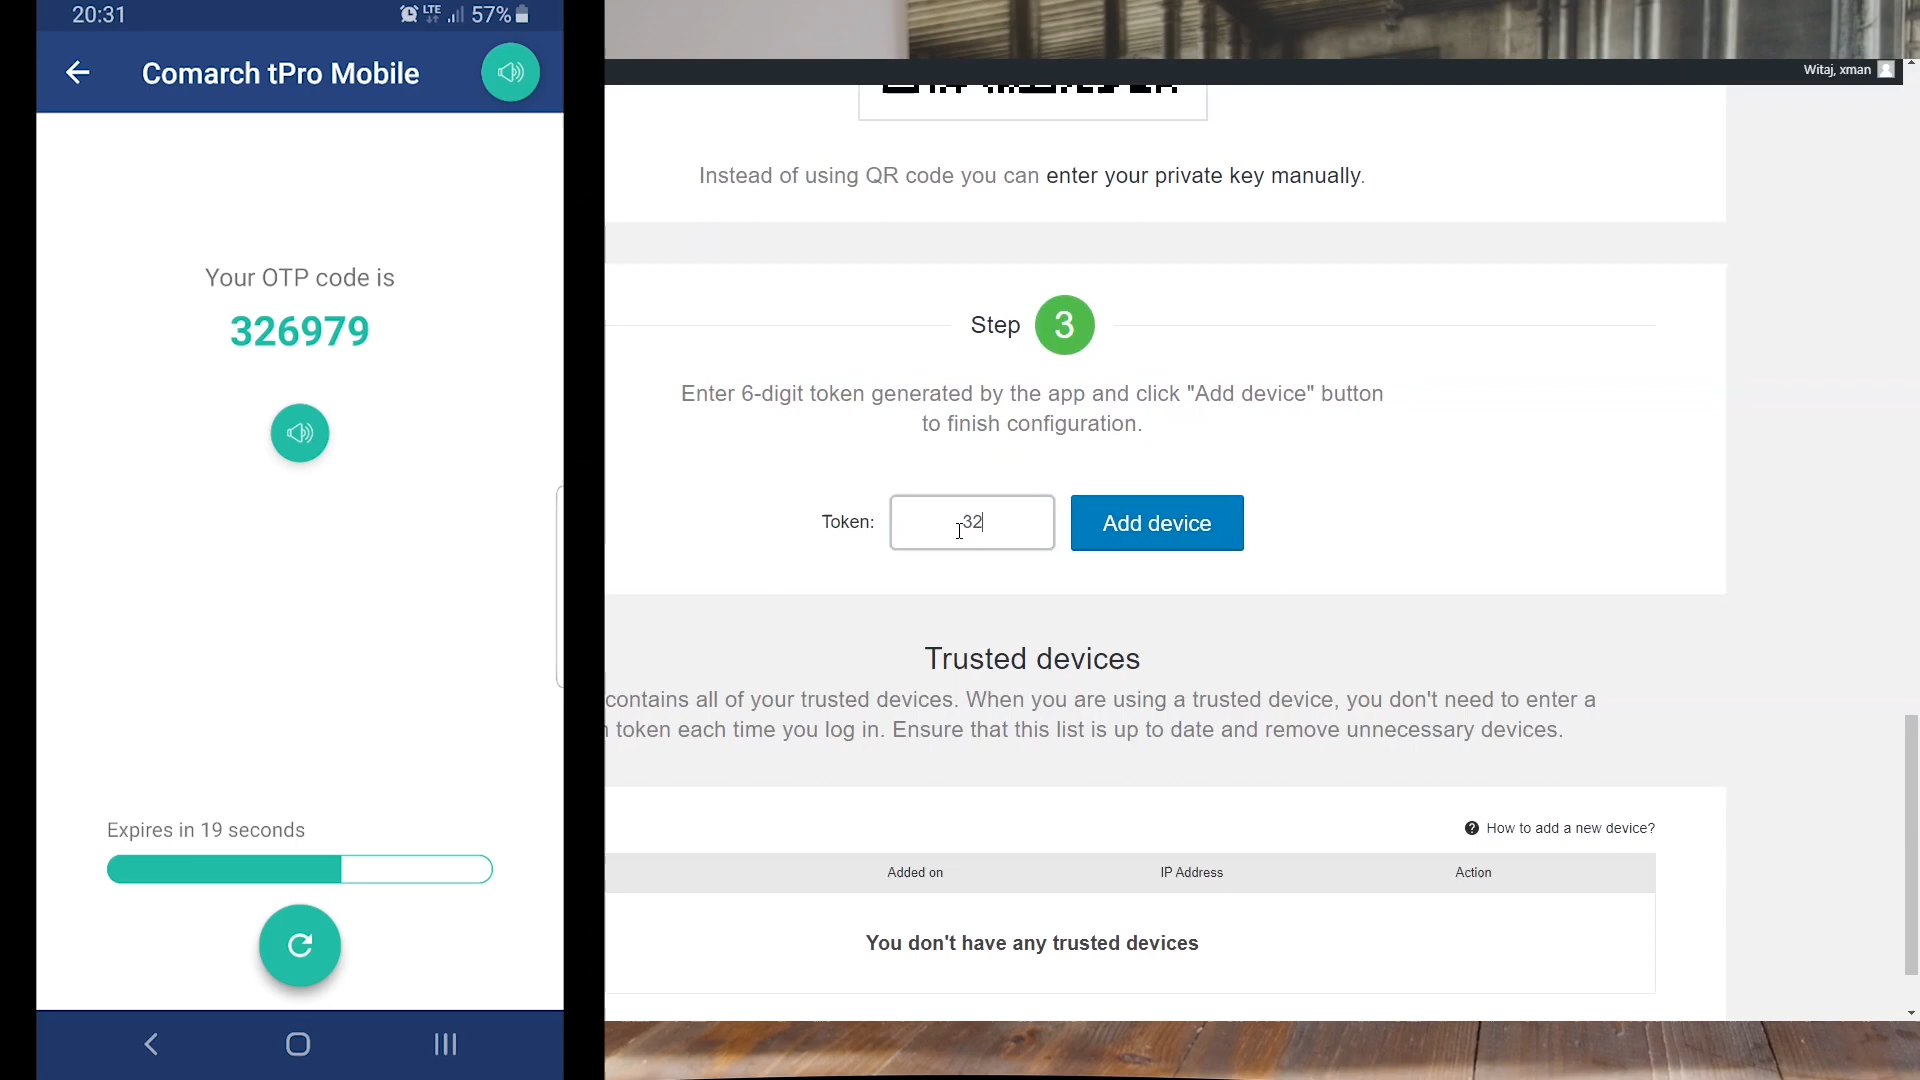 20:31
LTE
57%
Comarch tPro Mobile
Your OTP code is
326979
Expires in 19 seconds
Witaj, xman
Instead of using QR code you can enter your private key manually.
Step 3
Enter 6-digit token generated by the app and click "Add device" button
to finish configuration.
Token:
32
Add device
Trusted devices
contains all of your trusted devices. When you are using a trusted device, you don't need to enter a
token each time you log in. Ensure that this list is up to date and remove unnecessary devices.
How to add a new device?
Added on
IP Address
Action
You don't have any trusted devices